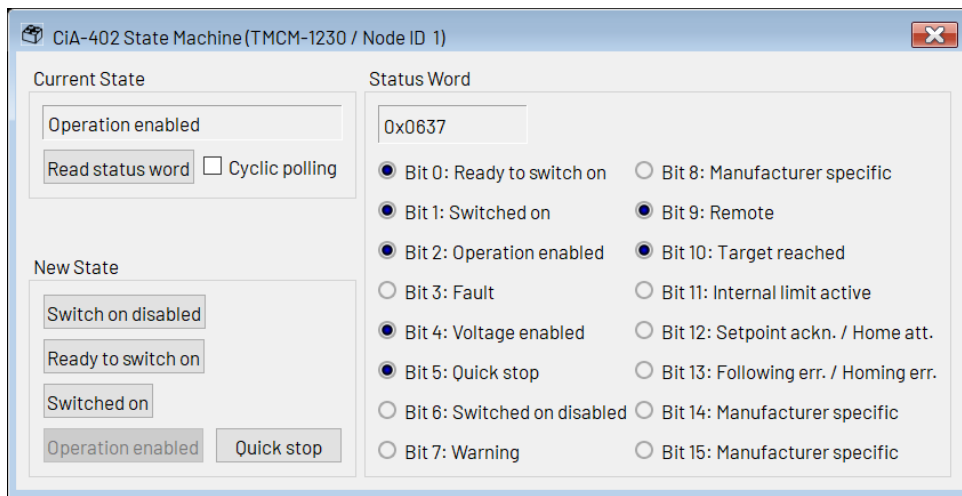 CiA-402 State Machine (TMCM-1230 / Node ID 1)
Current State
Operation enabled
Read status word
Cyclic polling
New State
Switch on disabled
Ready to switch on
Switched on
Operation enabled
Quick stop
Status Word
0x0637
Bit 0: Ready to switch on
Bit 1: Switched on
Bit 2: Operation enabled
Bit 3: Fault
Bit 4: Voltage enabled
Bit 5: Quick stop
Bit 6: Switched on disabled
Bit 7: Warning
Bit 8: Manufacturer specific
Bit 9: Remote
Bit 10: Target reached
Bit 11: Internal limit active
Bit 12: Setpoint ackn. / Home att.
Bit 13: Following err. / Homing err.
Bit 14: Manufacturer specific
Bit 15: Manufacturer specific